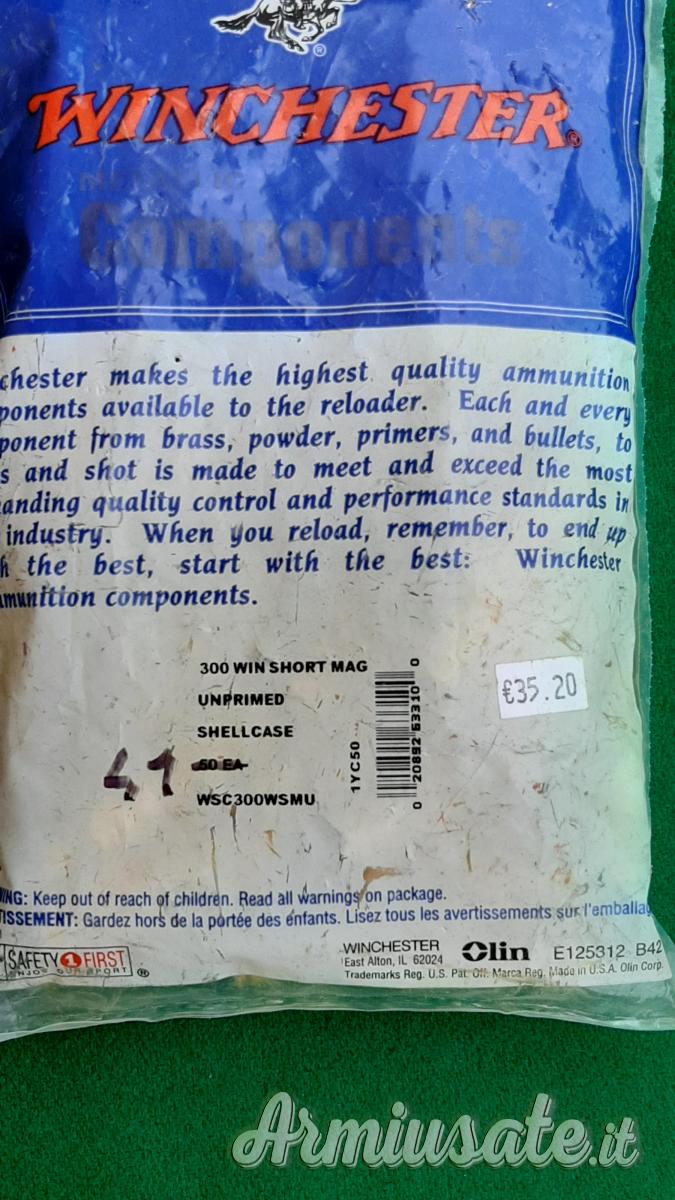 WINCHESTER®
Components
chester makes the highest quality ammunition
ponents available to the reloader. Each and every
ponent from brass, powder, primers, and bullets, to
s and shot is made to meet and exceed the most
anding quality control and performance standards in
industry. When you reload, remember, to end up
h the best, start with the best: Winchester
mmunition components.
300 WIN SHORT MAG
UNPRIMED
SHELLCASE
50 EA
41
WSC300WSMU
1YC50
0 20892 53310 0
€35.20
NING: Keep out of reach of children. Read all warnings on package.
TISSEMENT: Gardez hors de la portée des enfants. Lisez tous les avertissements sur l'emballag
SAFETY 1 FIRST
ENJOY OUR SPORT ®
WINCHESTER
East Alton, IL 62024
Olin
E125312 B42
Trademarks Reg. U.S. Pat. Off. Marca Reg. Made in U.S.A. Olin Corp.
Armiusate.it